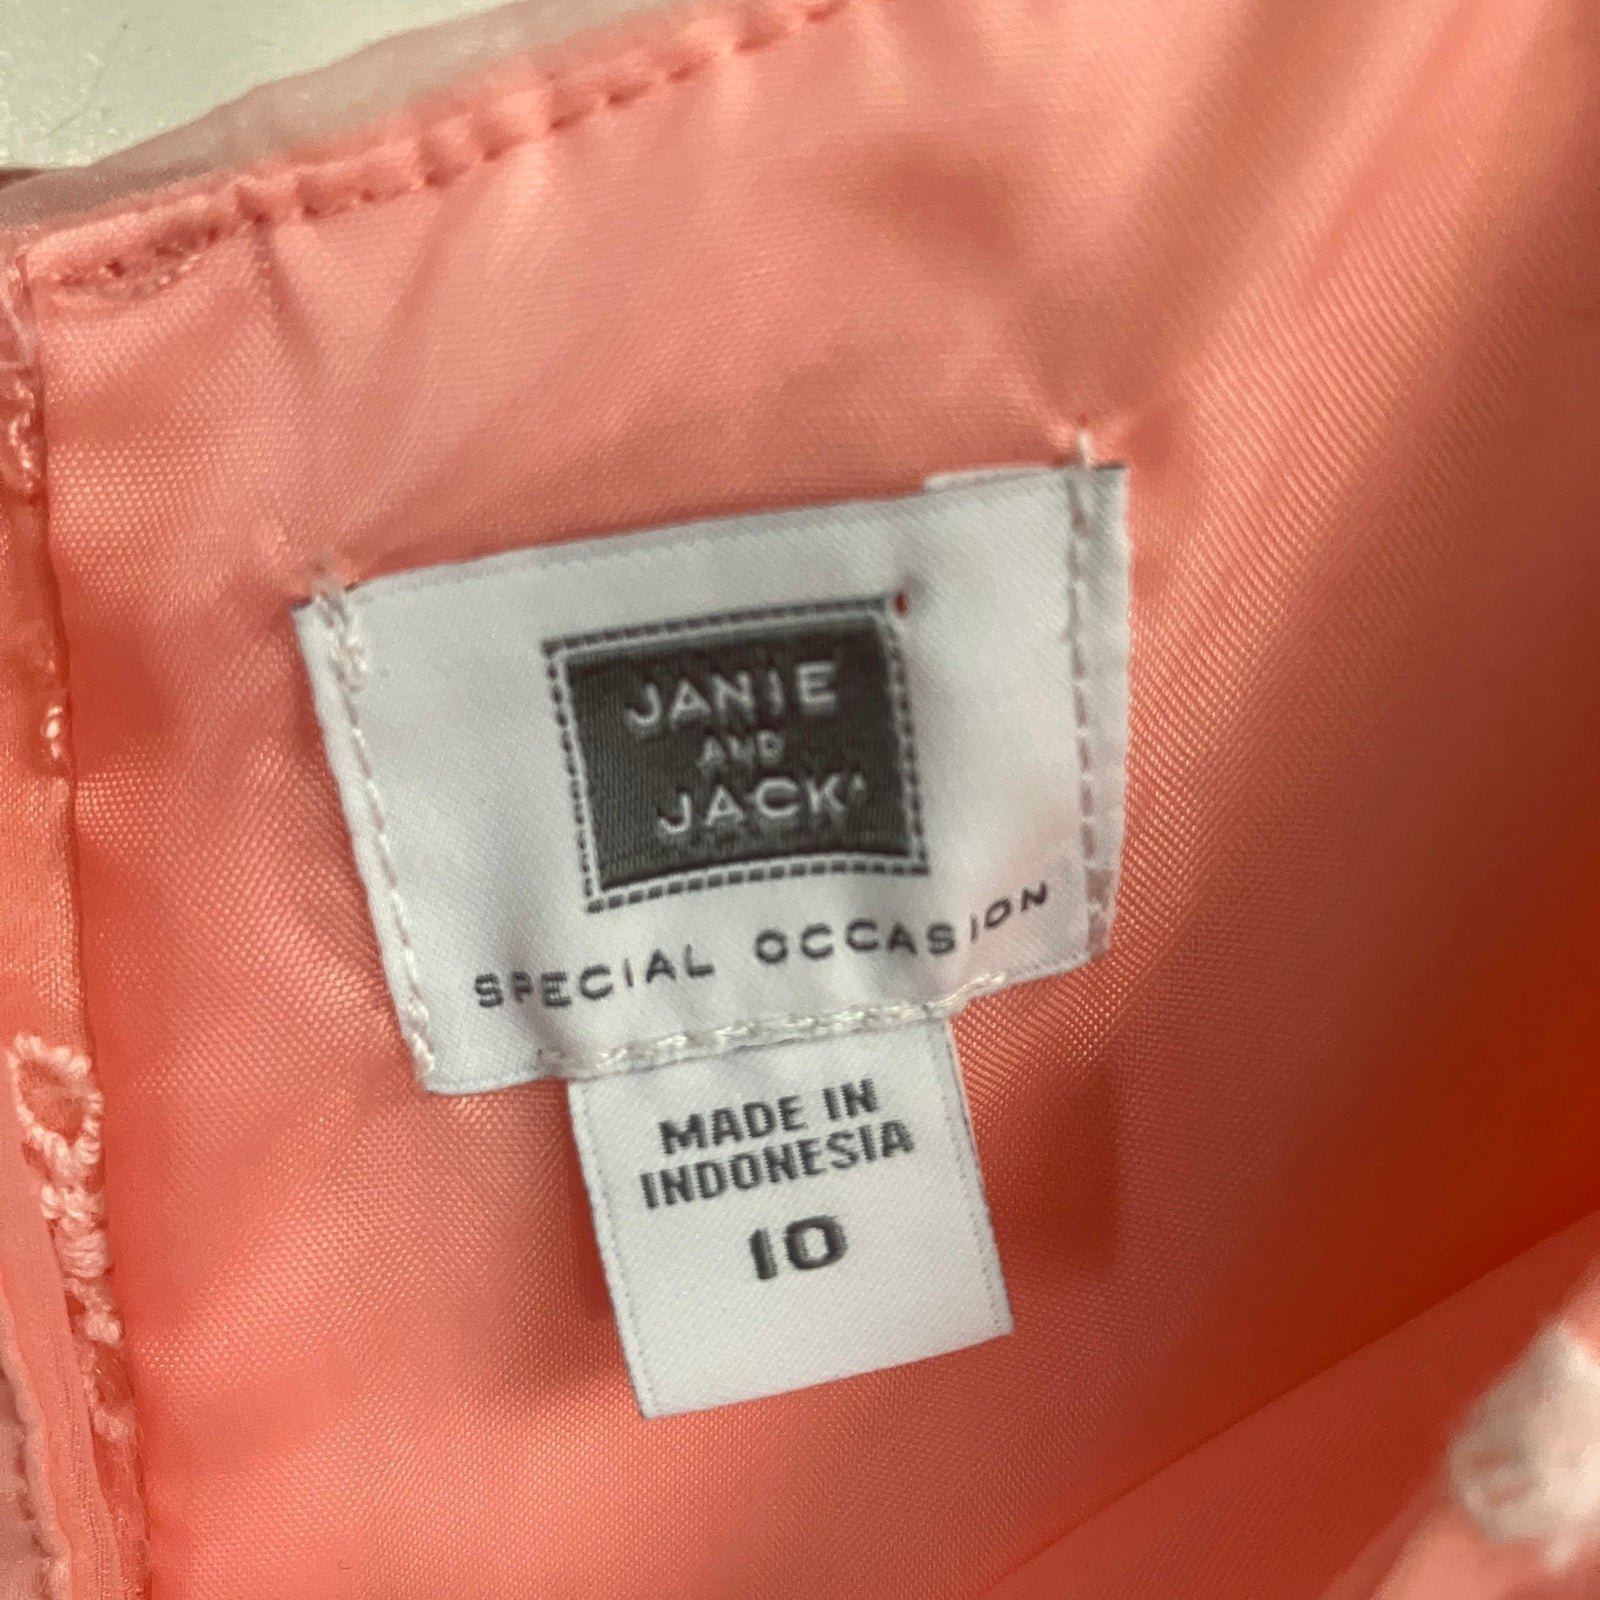 JANIE
AND
JACK
SPECIAL OCCASION
MADE IN
INDONESIA
10